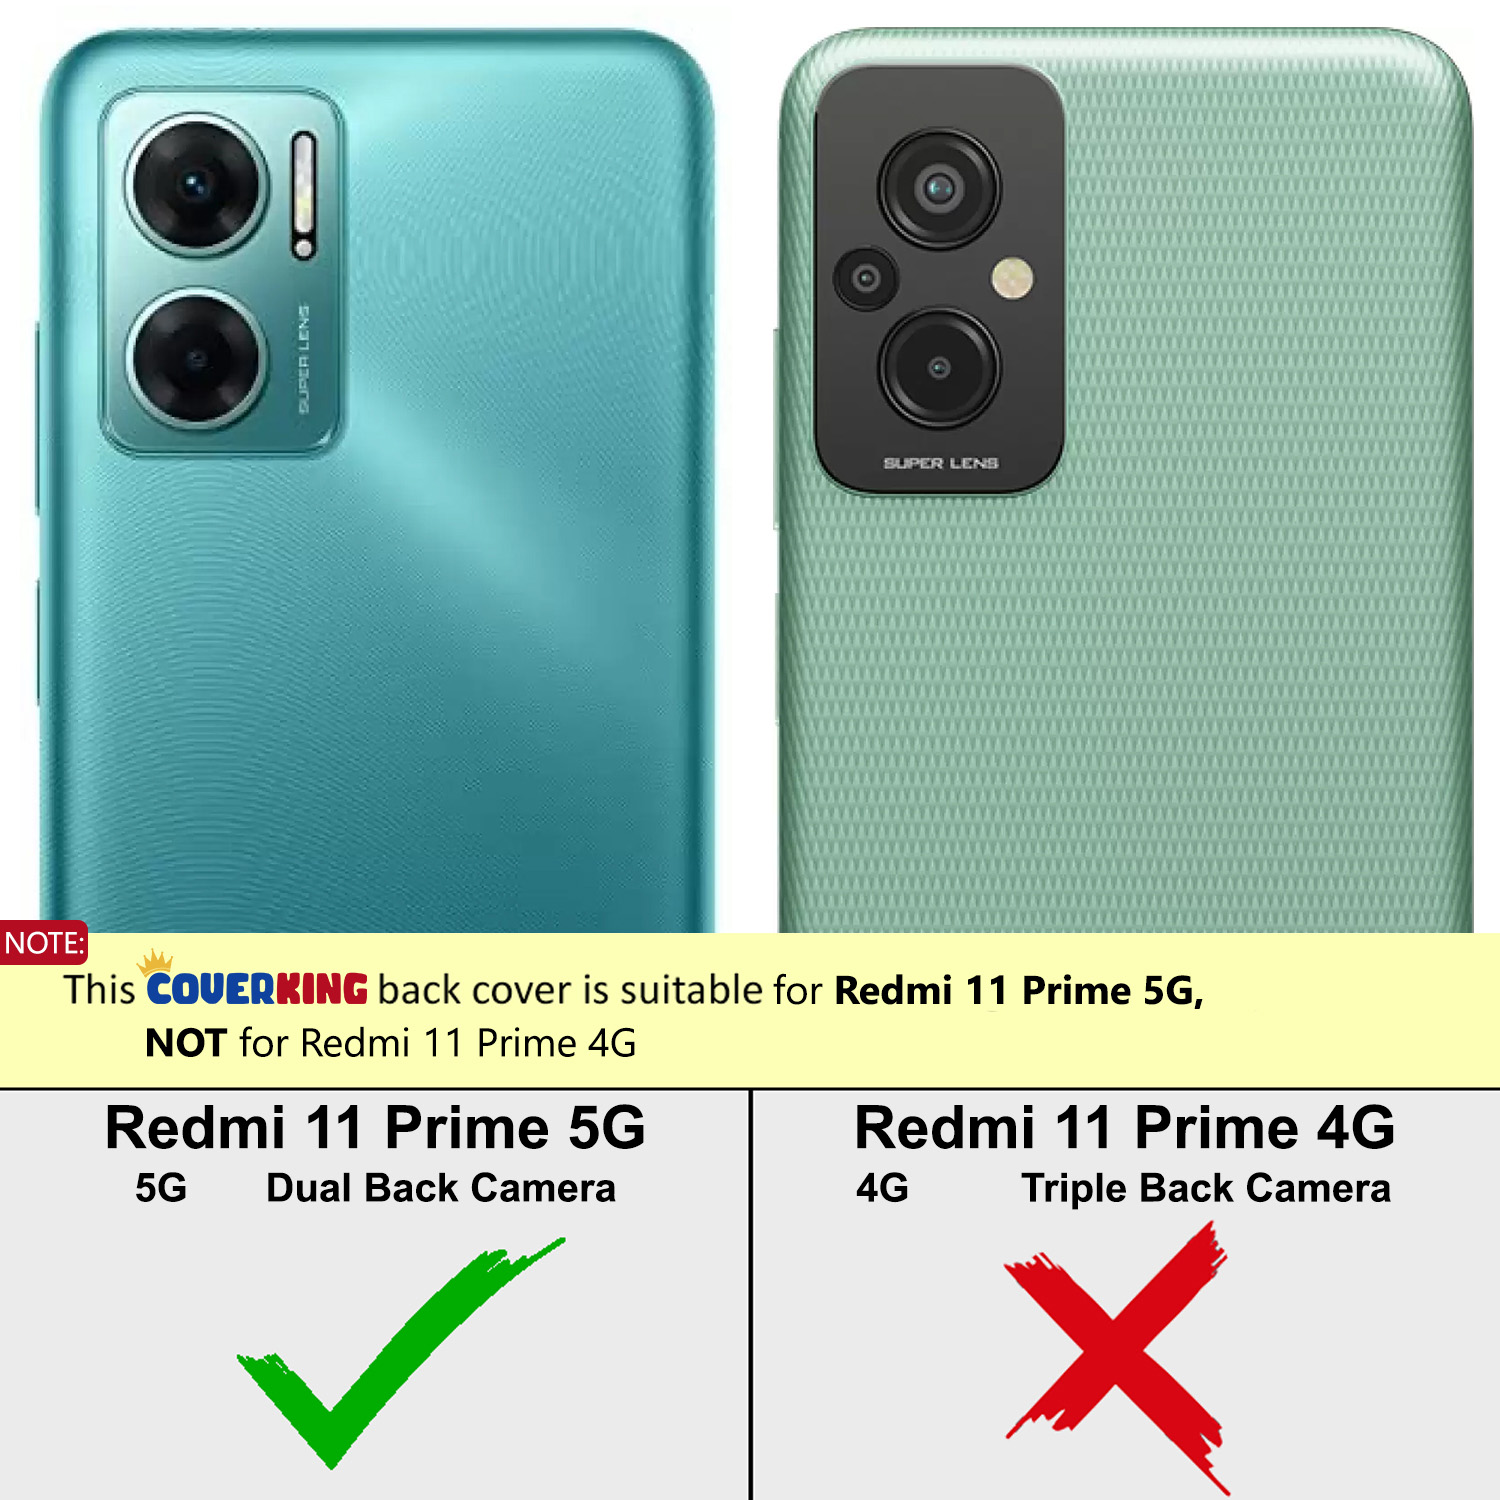 SUPER LENS
SUPER LENS
NOTE:
This COVERKING back cover is suitable for Redmi 11 Prime 5G,
NOT for Redmi 11 Prime 4G
Redmi 11 Prime 5G
5G Dual Back Camera
Redmi 11 Prime 4G
4G Triple Back Camera